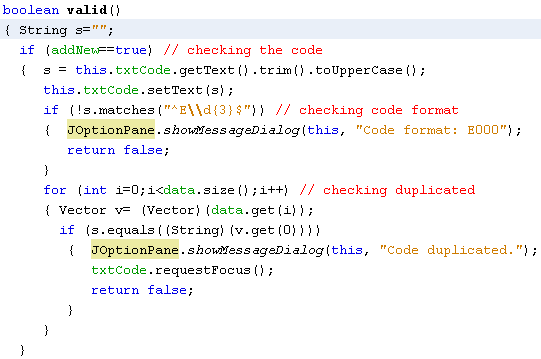 boolean valid()
{ String s="";
  if (addNew==true) // checking the code
  {  s = this.txtCode.getText().trim().toUpperCase();
     this.txtCode.setText(s);
     if (!s.matches("^E\\d{3}$")) // checking code format
     {  JOptionPane.showMessageDialog(this, "Code format: E000");
        return false;
     }
     for (int i=0;i<data.size();i++) // checking duplicated
     { Vector v= (Vector)(data.get(i));
       if (s.equals((String)(v.get(0))))
        {  JOptionPane.showMessageDialog(this, "Code duplicated.");
           txtCode.requestFocus();
           return false;
        }
     }
  }